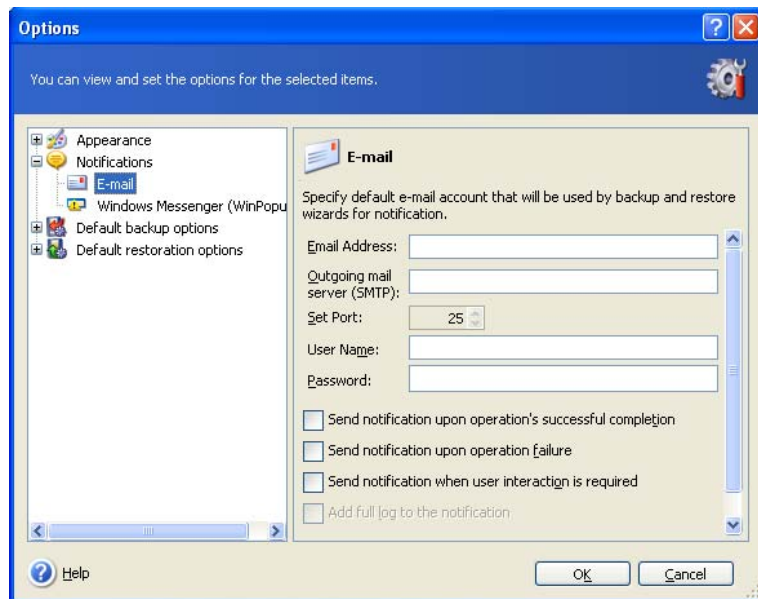 Options
You can view and set the options for the selected items.
Appearance
Notifications
E-mail
Windows Messenger (WinPopu
Default backup options
Default restoration options
E-mail
Specify default e-mail account that will be used by backup and restore
wizards for notification.
Email Address:
Outgoing mail
server (SMTP):
Set Port:
25
User Name:
Password:
Send notification upon operation's successful completion
Send notification upon operation failure
Send notification when user interaction is required
Add full log to the notification
Help
OK
Cancel